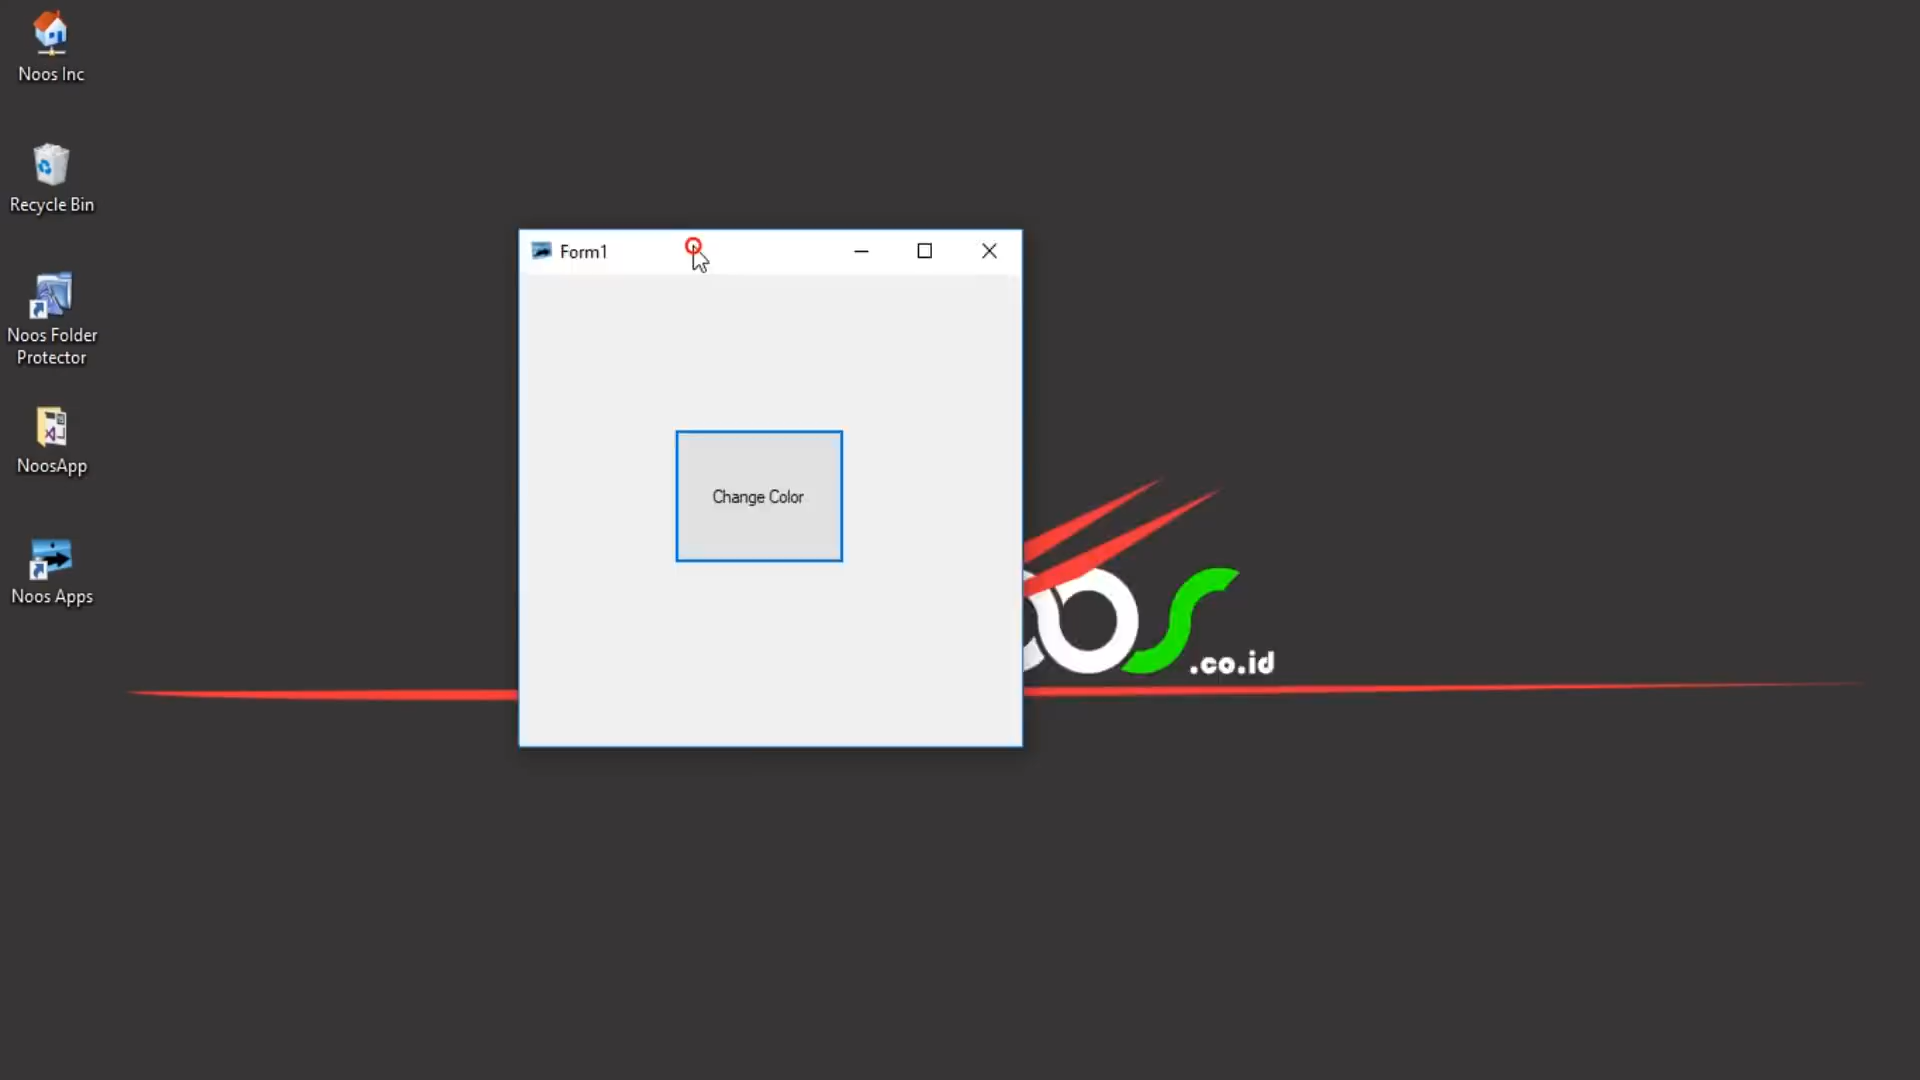 Noos Inc
Recycle Bin
Noos Folder
Protector
NoosApp
Noos Apps
Form1
Change Color
.co.id